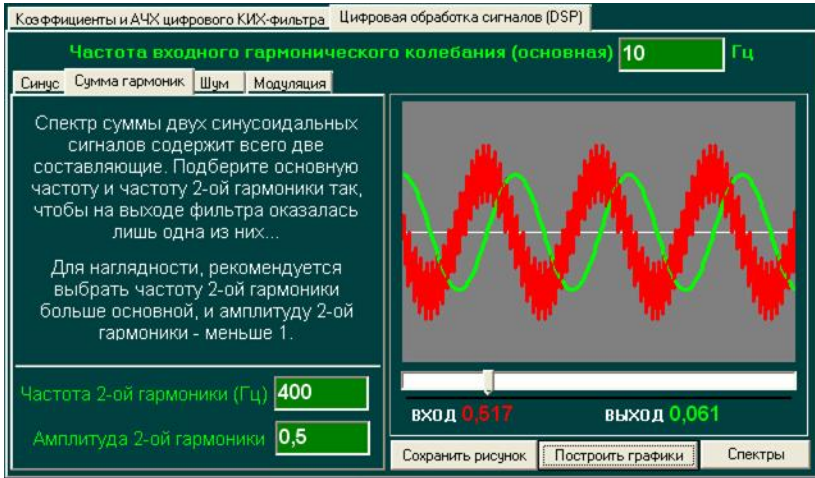 Коэффициенты и АЧХ цифрового КИХ-фильтра
Цифровая обработка сигналов (DSP)
Частота входного гармонического колебания (основная) 10 Гц
Синус
Сумма гармоник
Шум
Модуляция
Спектр суммы двух синусоидальных
сигналов содержит всего две
составляющие. Подберите основную
частоту и частоту 2-ой гармоники так,
чтобы на выходе фильтра оказалась
лишь одна из них...
Для наглядности, рекомендуется
выбрать частоту 2-ой гармоники
больше основной, и амплитуду 2-ой
гармоники - меньше 1.
Частота 2-ой гармоники (Гц) 400
Амплитуда 2-ой гармоники 0,5
вход 0,517 выход 0,061
Сохранить рисунок
Построить графики
Спектры